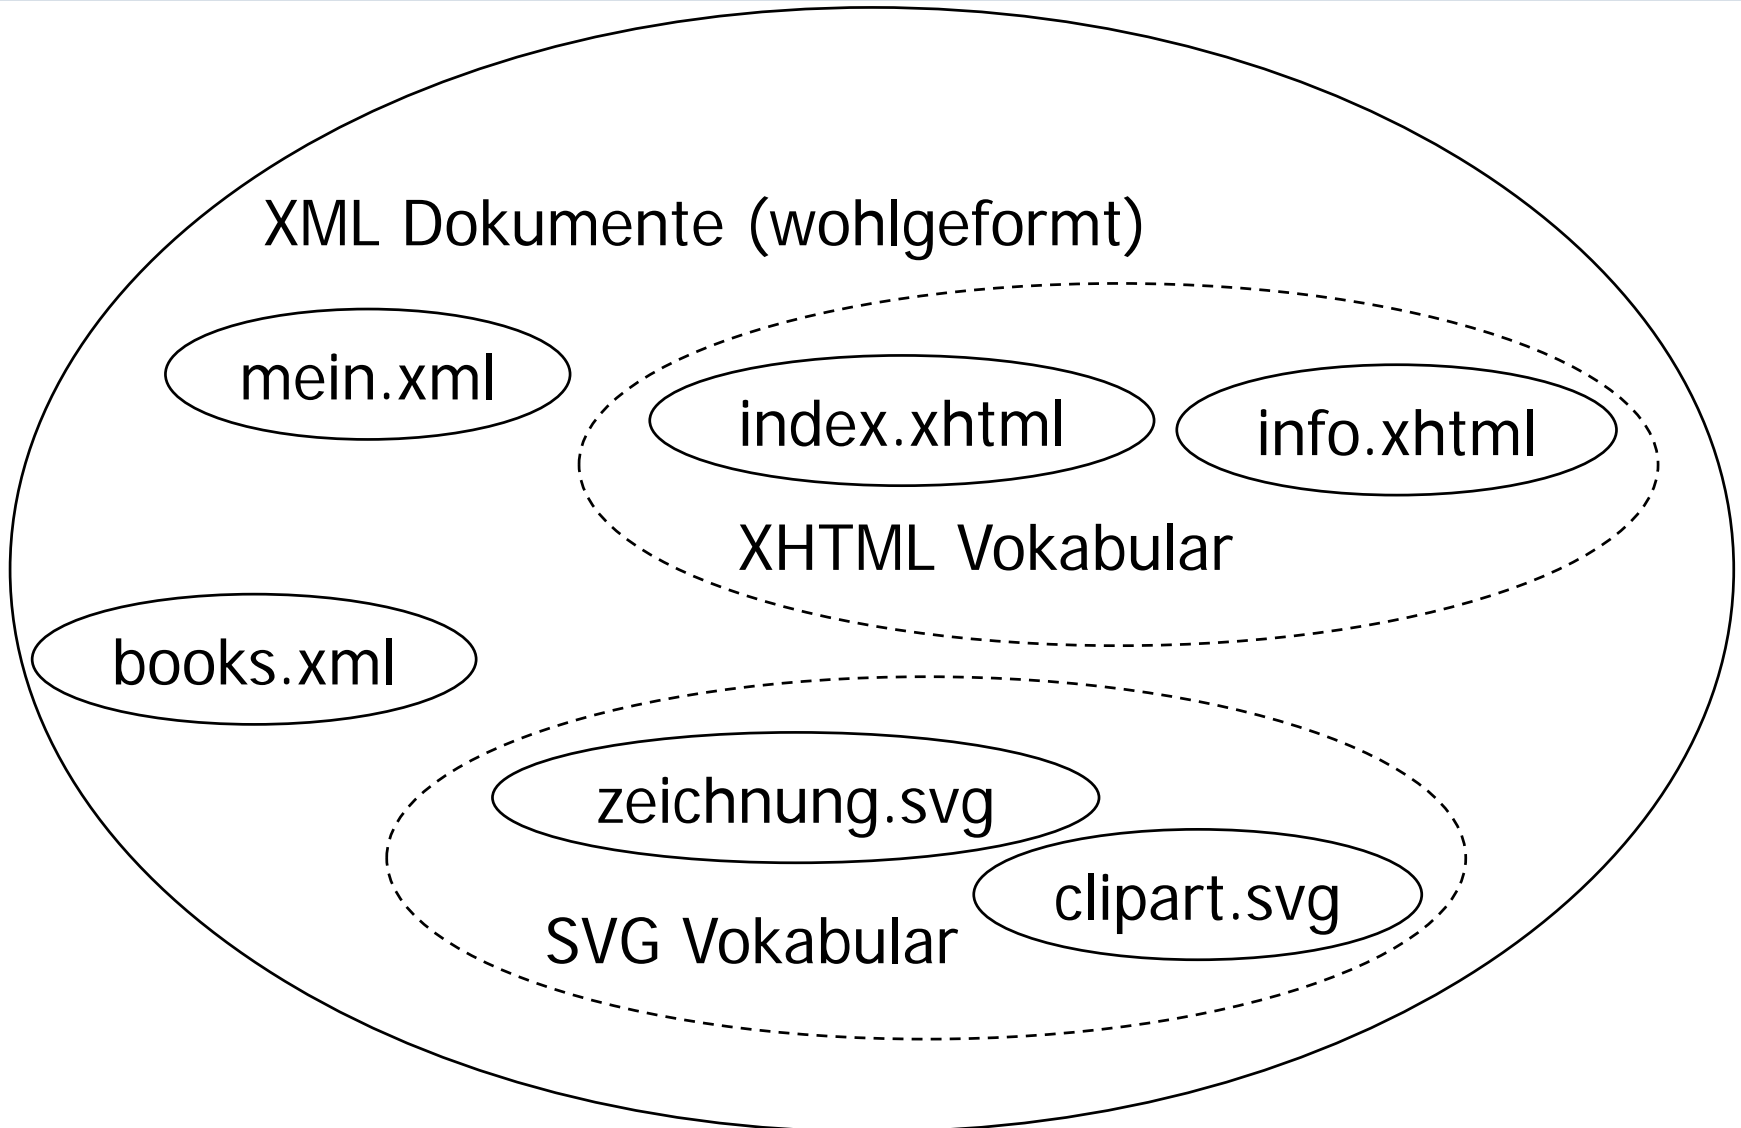 XML Dokumente (wohlgeformt)
mein.xml
index.xhtml
info.xhtml
XHTML Vokabular
books.xml
zeichnung.svg
clipart.svg
SVG Vokabular